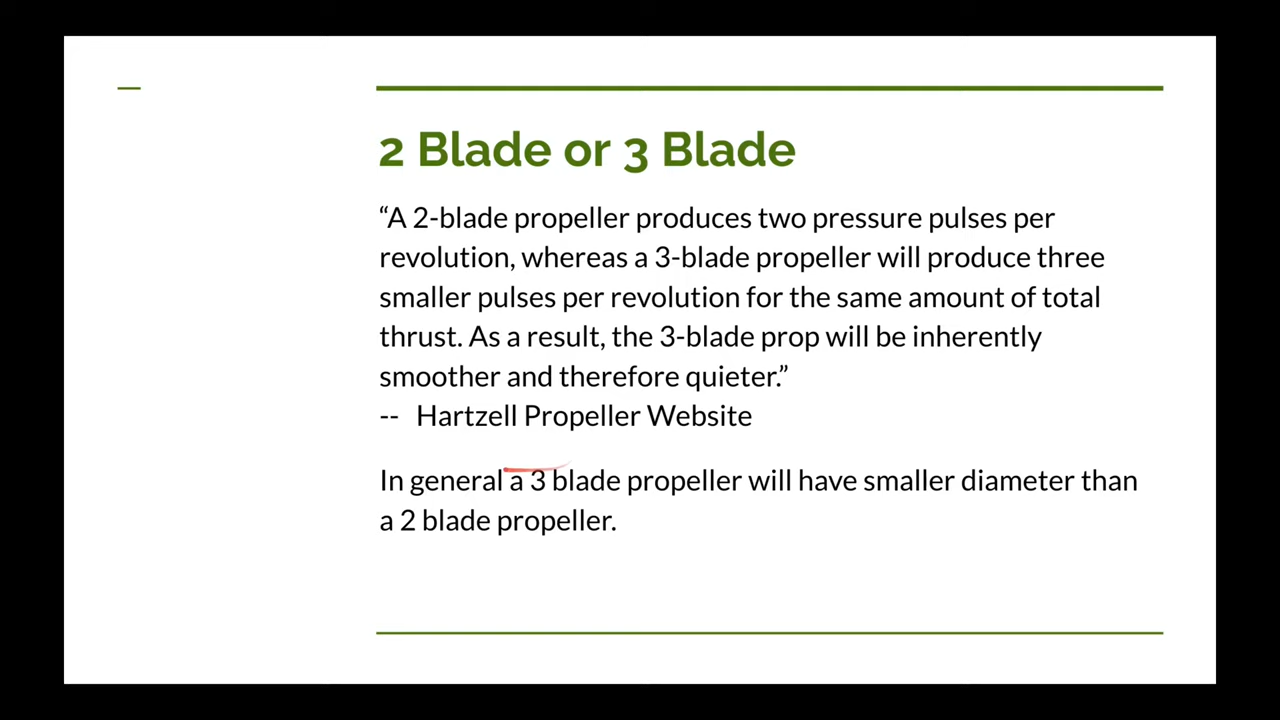 2 Blade or 3 Blade
“A 2-blade propeller produces two pressure pulses per
revolution, whereas a 3-blade propeller will produce three
smaller pulses per revolution for the same amount of total
thrust. As a result, the 3-blade prop will be inherently
smoother and therefore quieter.”
-- Hartzell Propeller Website
In general a 3 blade propeller will have smaller diameter than
a 2 blade propeller.